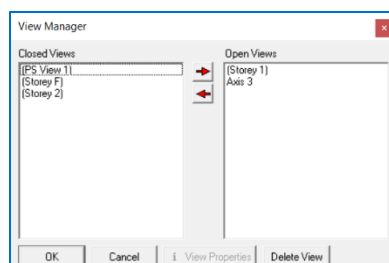 View Manager
Closed Views
Open Views
(PS View 1)
(Storey F)
(Storey 2)
(Storey 1)
Axis 3
OK
Cancel
i View Properties
Delete View